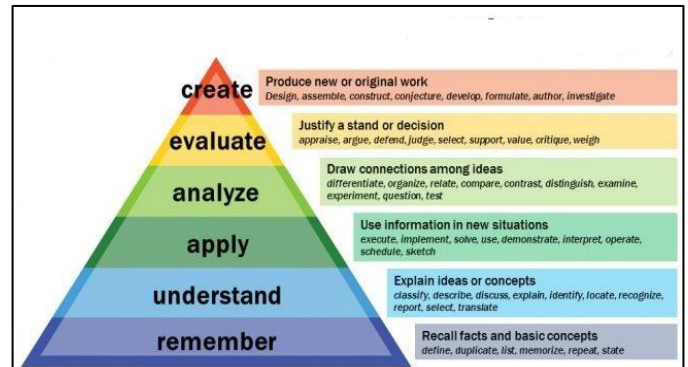 create
Produce new or original work
Design, assemble, construct, conjecture, develop, formulate, author, investigate
evaluate
Justify a stand or decision
appraise, argue, defend, judge, select, support, value, critique, weigh
analyze
Draw connections among ideas
differentiate, organize, relate, compare, contrast, distinguish, examine,
experiment, question, test
apply
Use information in new situations
execute, implement, solve, use, demonstrate, interpret, operate,
schedule, sketch
understand
Explain ideas or concepts
classify, describe, discuss, explain, identify, locate, recognize,
report, select, translate
remember
Recall facts and basic concepts
define, duplicate, list, memorize, repeat, state